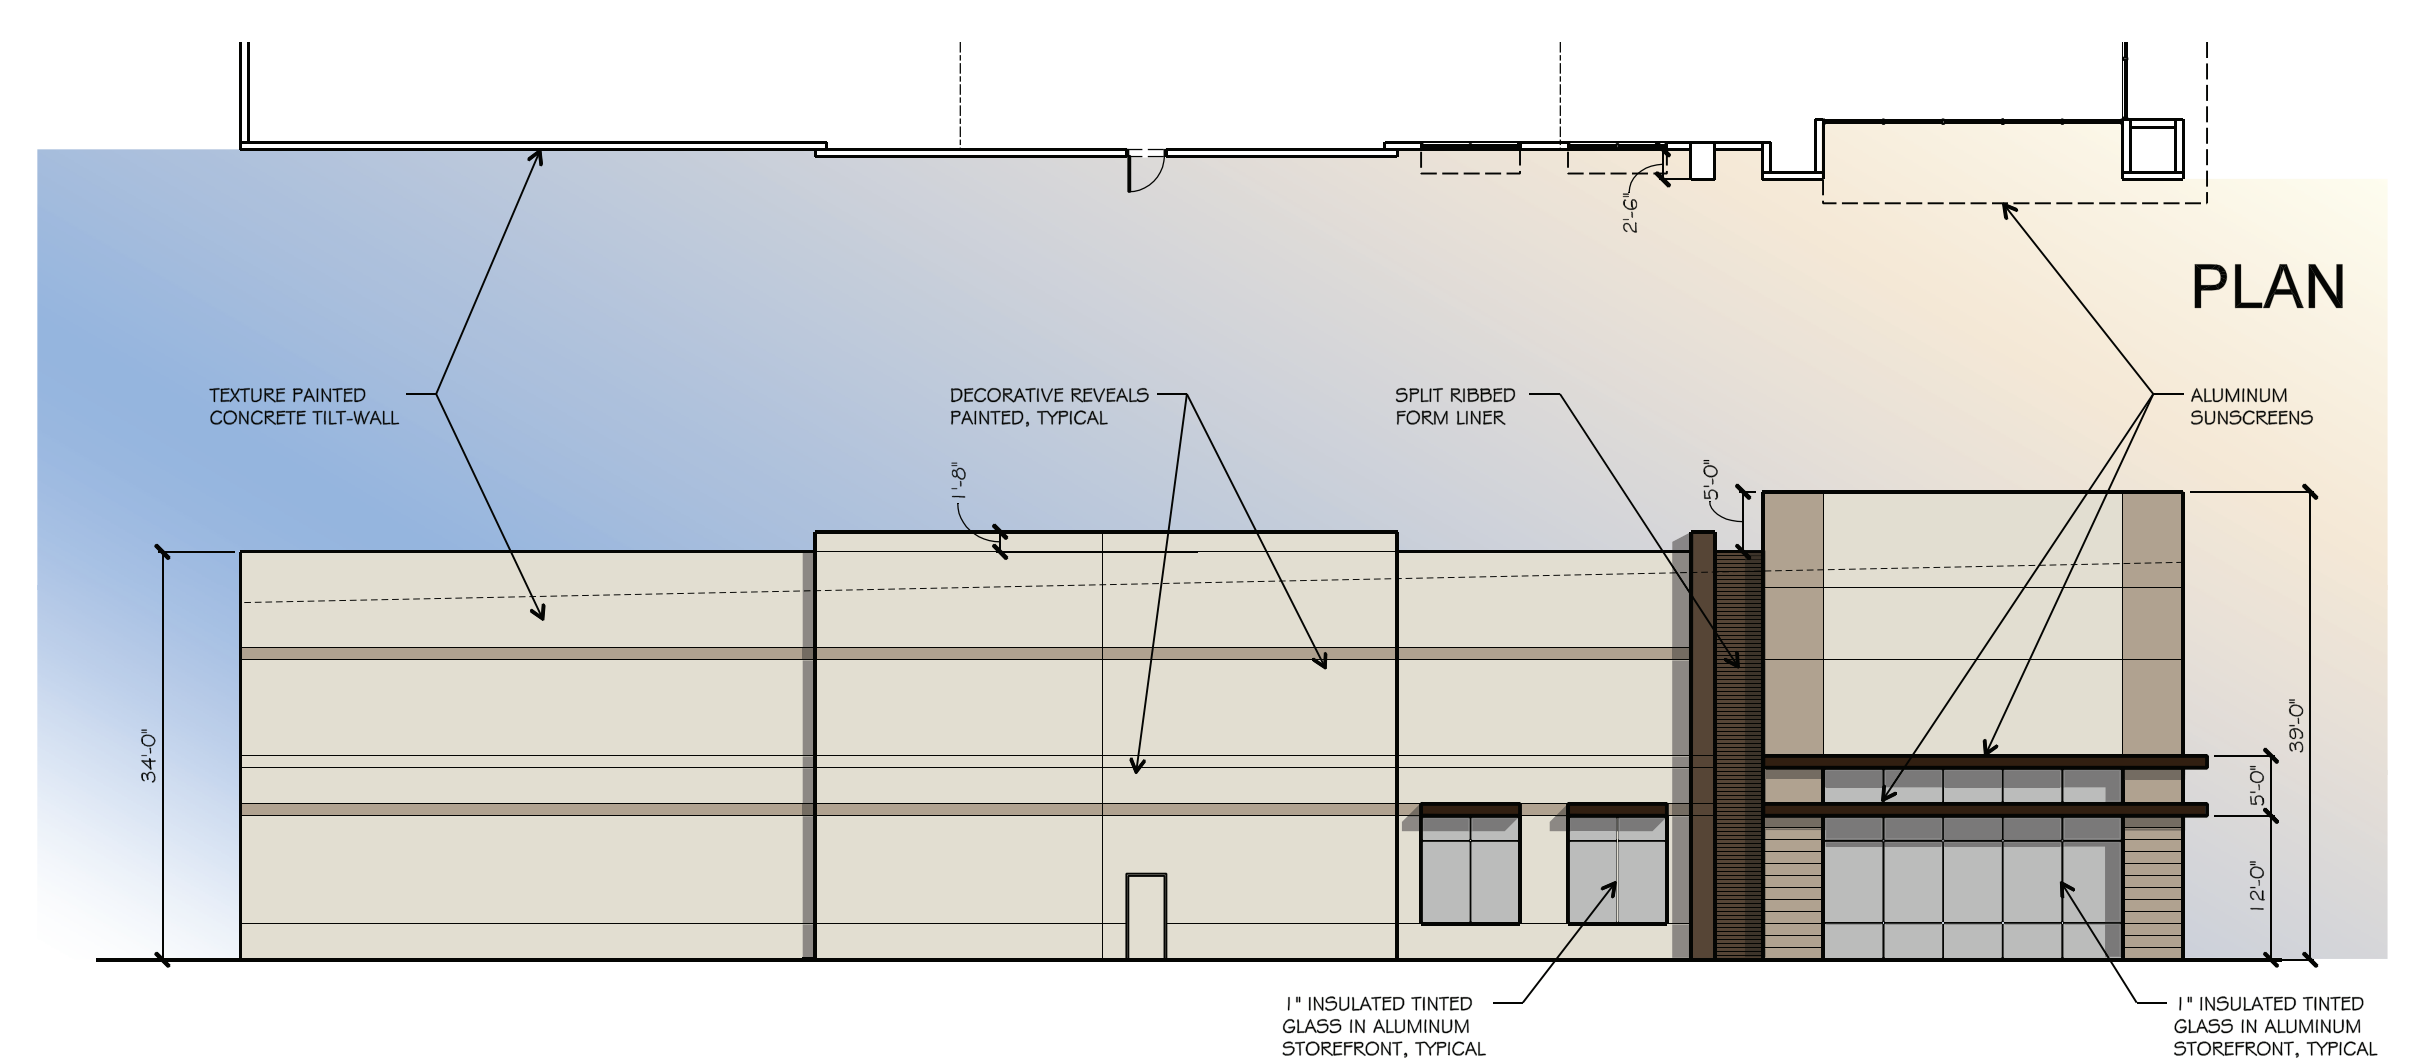 2'-6"
PLAN
TEXTURE PAINTED
CONCRETE TILT-WALL
DECORATIVE REVEALS
PAINTED, TYPICAL
SPLIT RIBBED
FORM LINER
ALUMINUM
SUNSCREENS
1'-8"
5'-0"
34'-0"
39'-0"
5'-0"
12'-0"
1" INSULATED TINTED
GLASS IN ALUMINUM
STOREFRONT, TYPICAL
1" INSULATED TINTED
GLASS IN ALUMINUM
STOREFRONT, TYPICAL